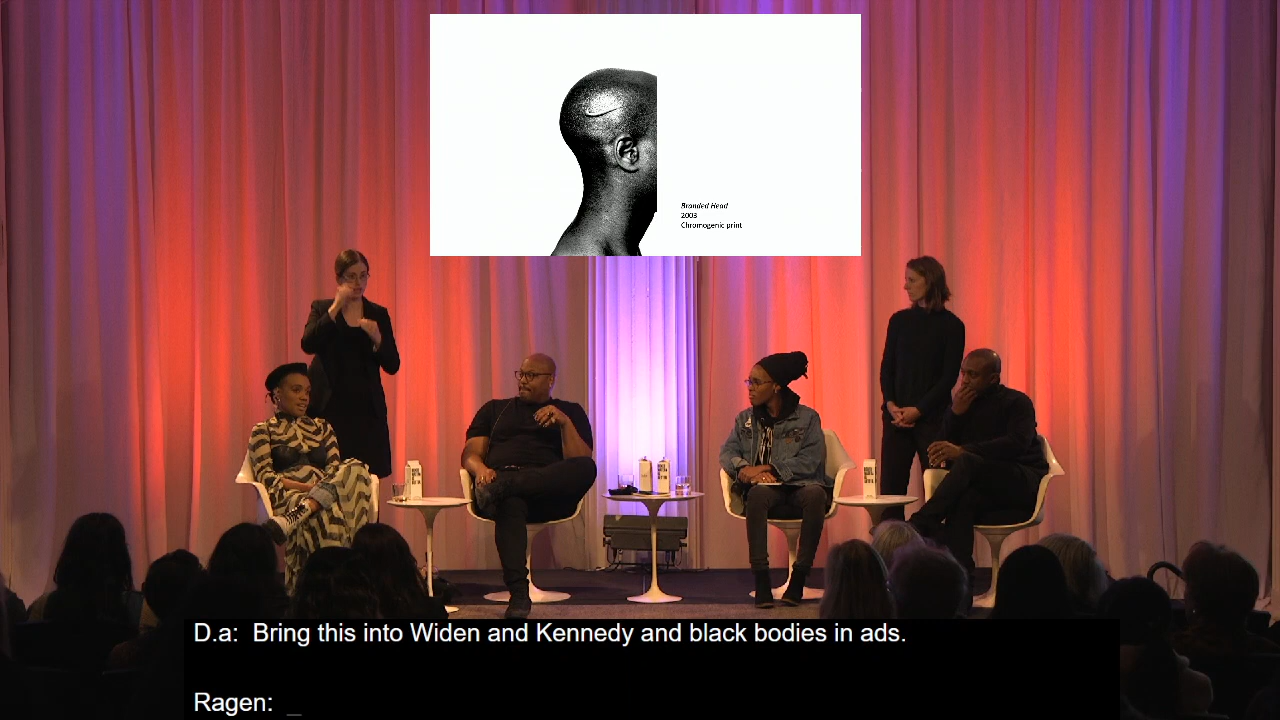 Branded Head
2003
Chromogenic print
D.a:  Bring this into Widen and Kennedy and black bodies in ads.
Ragen:  _